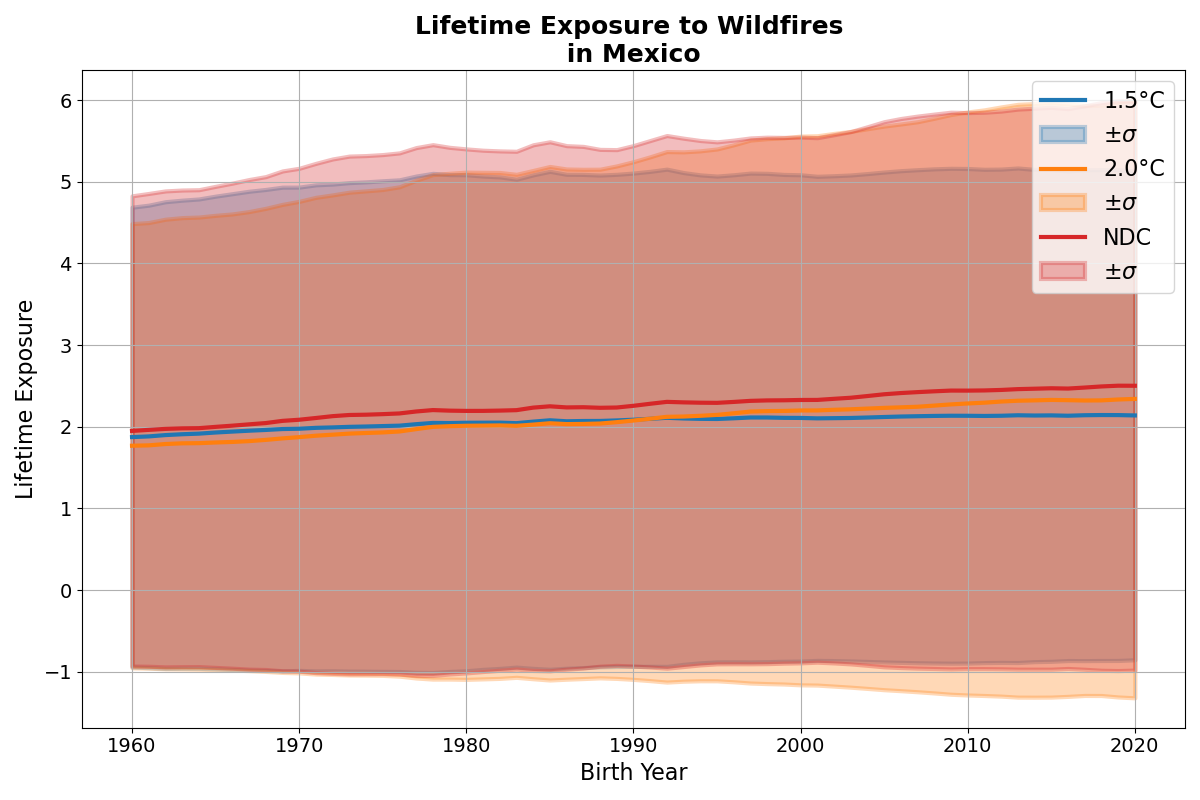 Lifetime Exposure to Wildfires
in Mexico
Lifetime Exposure
6
5
4
3
2
1
0
−1
1960
1970
1980
1990
2000
2010
2020
Birth Year
1.5°C
±σ
2.0°C
±σ
NDC
±σ